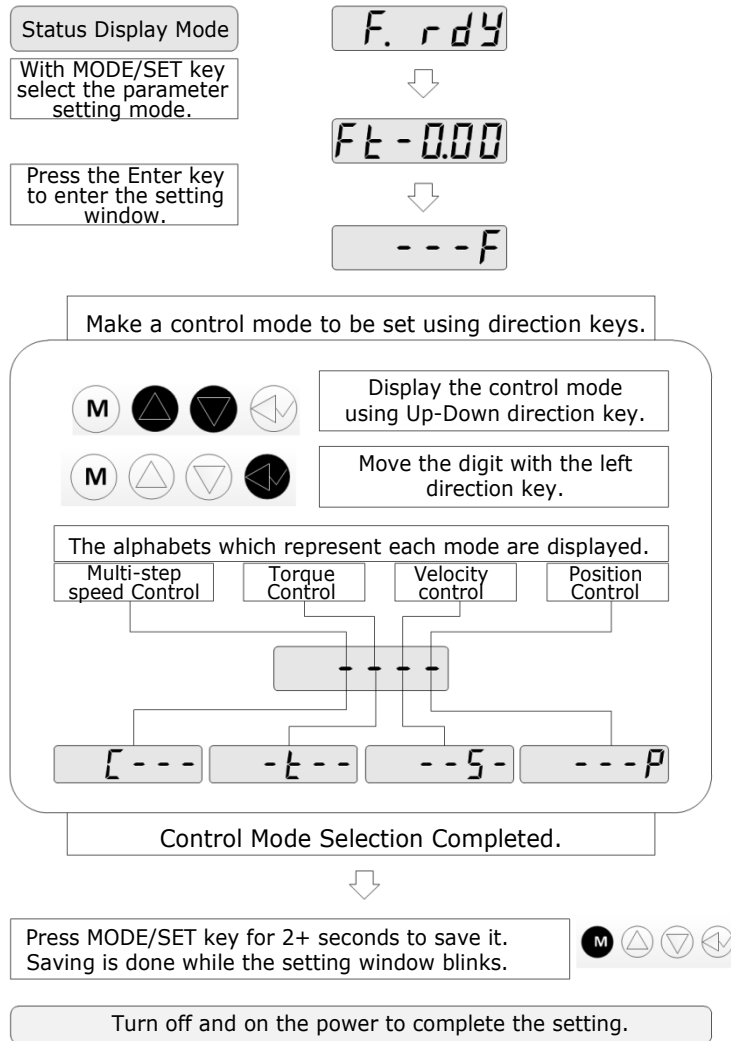 Status Display Mode
F. rdy
With MODE/SET key
select the parameter
setting mode.
Ft-0.00
Press the Enter key
to enter the setting
window.
---F
Make a control mode to be set using direction keys.
M
Display the control mode
using Up-Down direction key.
M
Move the digit with the left
direction key.
The alphabets which represent each mode are displayed.
Multi-step
speed Control
Torque
Control
Velocity
control
Position
Control
----
C---
-t--
--S-
---P
Control Mode Selection Completed.
Press MODE/SET key for 2+ seconds to save it.
Saving is done while the setting window blinks.
M
Turn off and on the power to complete the setting.